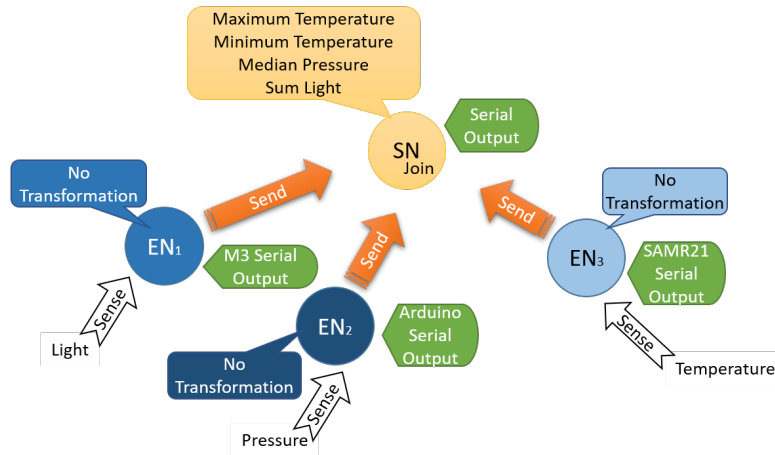 Maximum Temperature
Minimum Temperature
Median Pressure
Sum Light
SN
Join
Serial
Output
No
Transformation
Send
EN1
M3 Serial
Output
Sense
Light
Send
EN2
Arduino
Serial
Output
No
Transformation
Sense
Pressure
Send
No
Transformation
EN3
SAMR21
Serial
Output
Sense
Temperature